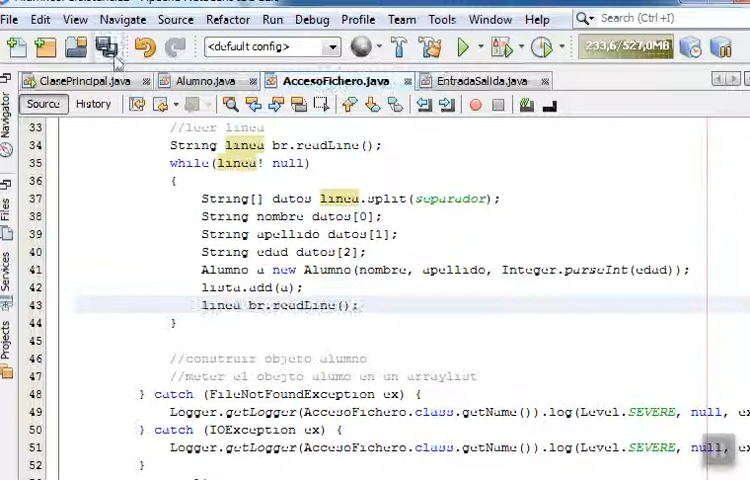 File Edit View Navigate Source Refactor Run Debug Profile Team Tools Window Help Search (Ctrl+I)
<default config> 233,6/527,0MB
ClasePrincipal.java Alumno.java AccesoFichero.java EntradaSalida.java
Source History
33 //leer linea
34 String linea br.readLine();
35 while(linea! null)
36 {
37 String[] datos linea.split(separador);
38 String nombre datos[0];
39 String apellido datos[1];
40 String edad datos[2];
41 Alumno a new Alumno(nombre, apellido, Integer.parseInt(edad));
42 lista.add(a);
43 linea br.readLine();
44 }
45
46 //construir objeto alumno
47 //meter el obejto alumo en un arraylist
48 } catch (FileNotFoundException ex) {
49 Logger.getLogger(AccesoFichero.class.getName()).log(Level.SEVERE, null, ex
50 } catch (IOException ex) {
51 Logger.getLogger(AccesoFichero.class.getName()).log(Level.SEVERE, null, ex
52 }
Navigator
Files
Services
Projects